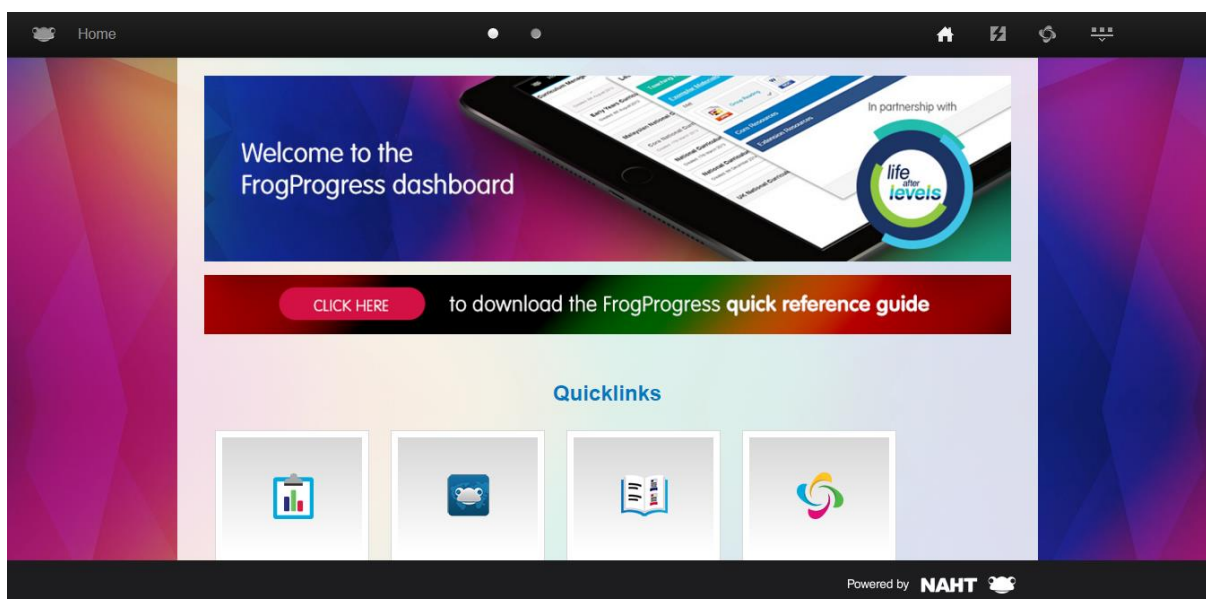 Home
Welcome to the
FrogProgress dashboard
In partnership with
life
after
levels
CLICK HERE
to download the FrogProgress quick reference guide
Quicklinks
Powered by NAHT